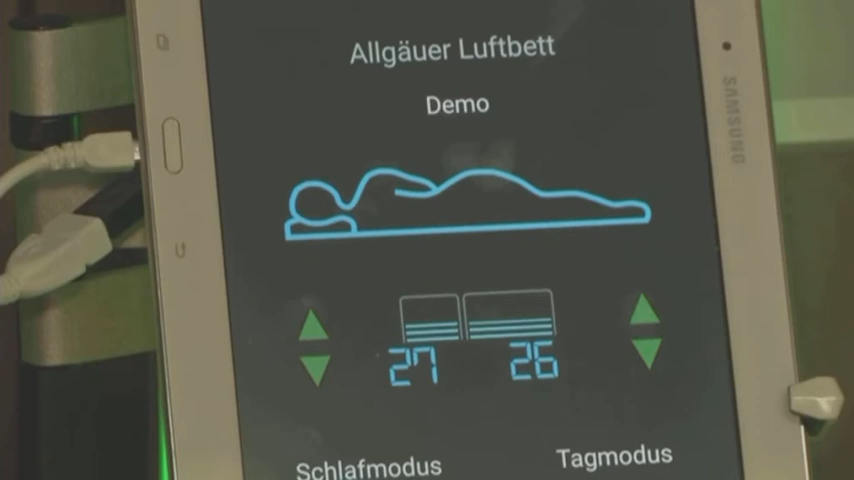 Allgäuer Luftbett
Demo
SAMSUNG
27 26
Schlafmodus Tagmodus